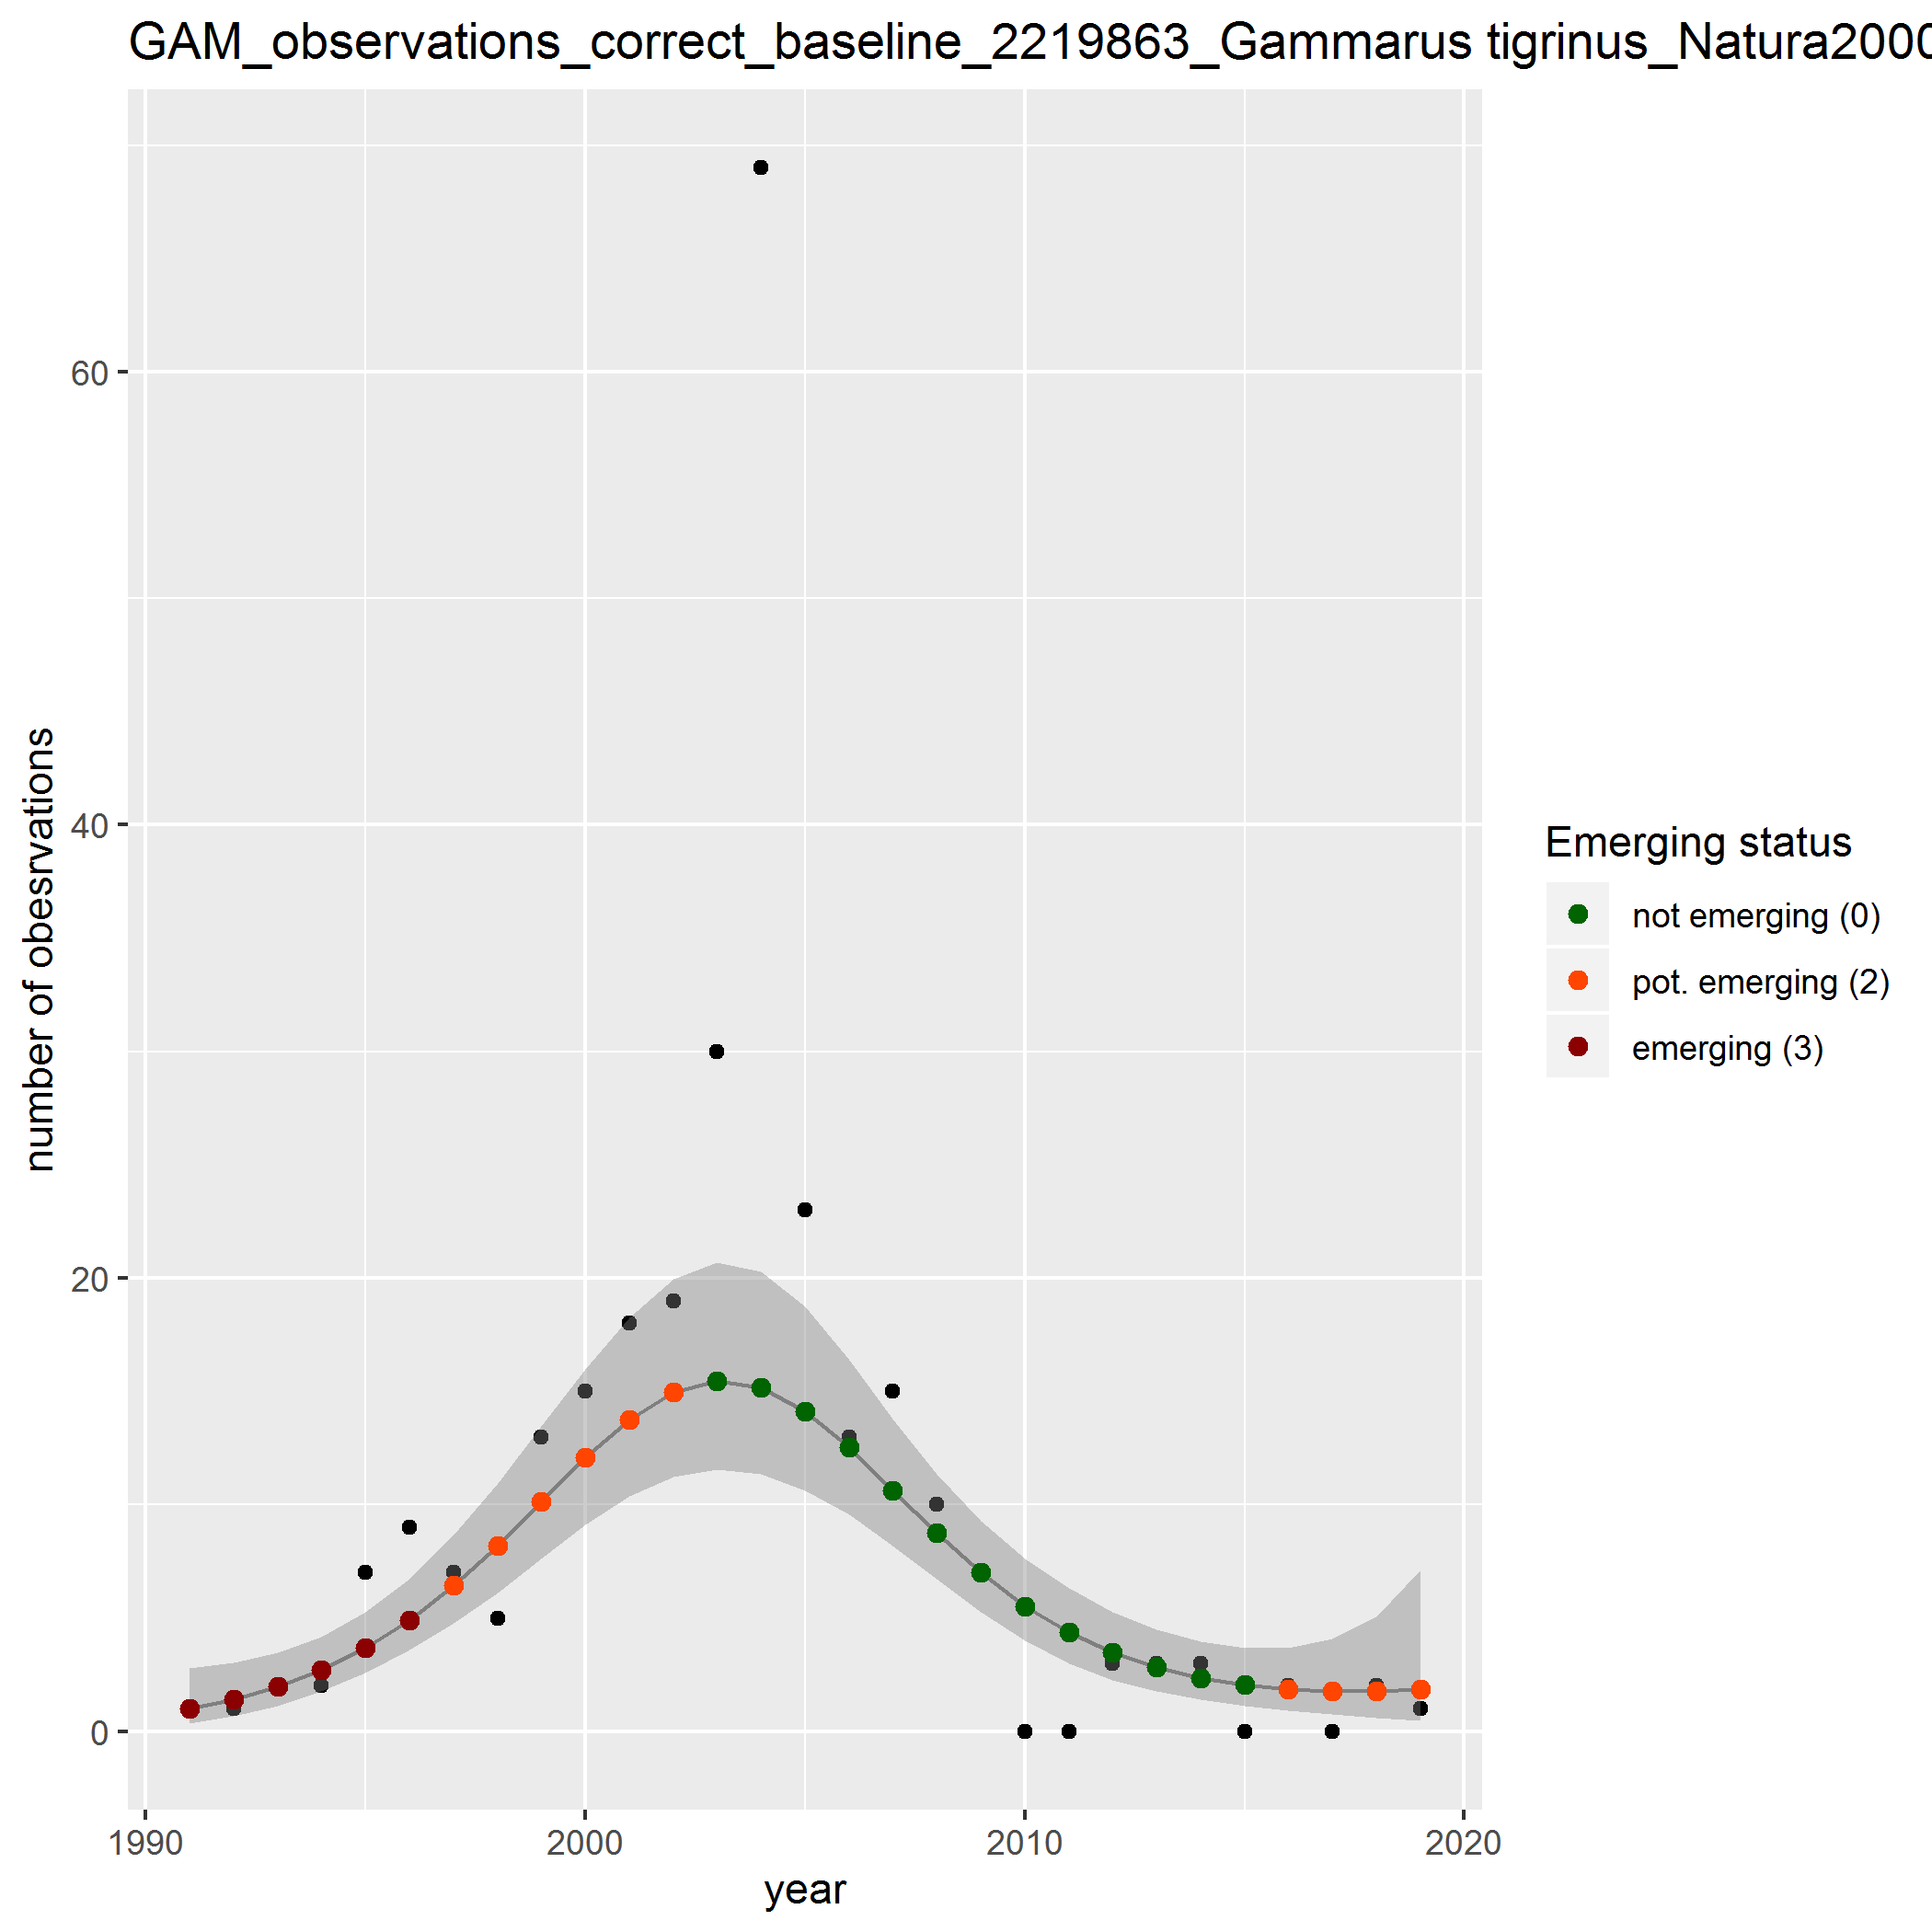 GAM_observations_correct_baseline_2219863_Gammarus tigrinus_Natura2000
number of obesrvations
60
40
20
0
1990
2000
2010
2020
year
Emerging status
not emerging (0)
pot. emerging (2)
emerging (3)